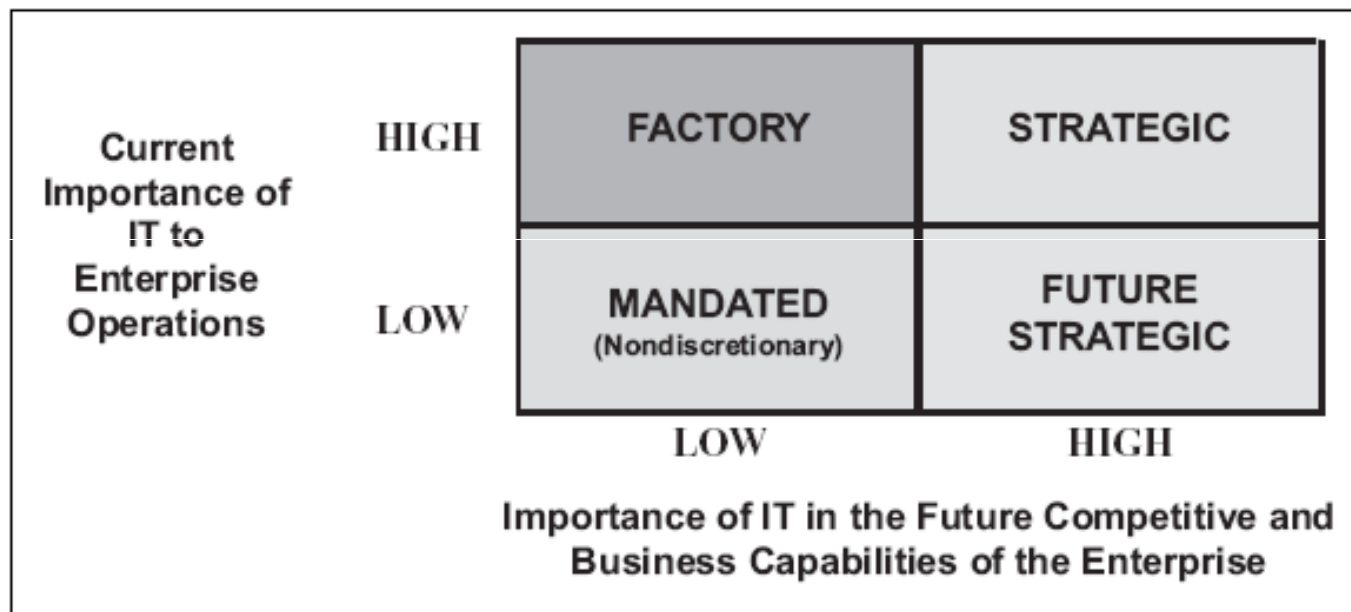 Current
Importance of
IT to
Enterprise
Operations
HIGH
FACTORY
STRATEGIC
LOW
MANDATED
(Nondiscretionary)
FUTURE
STRATEGIC
LOW
HIGH
Importance of IT in the Future Competitive and
Business Capabilities of the Enterprise